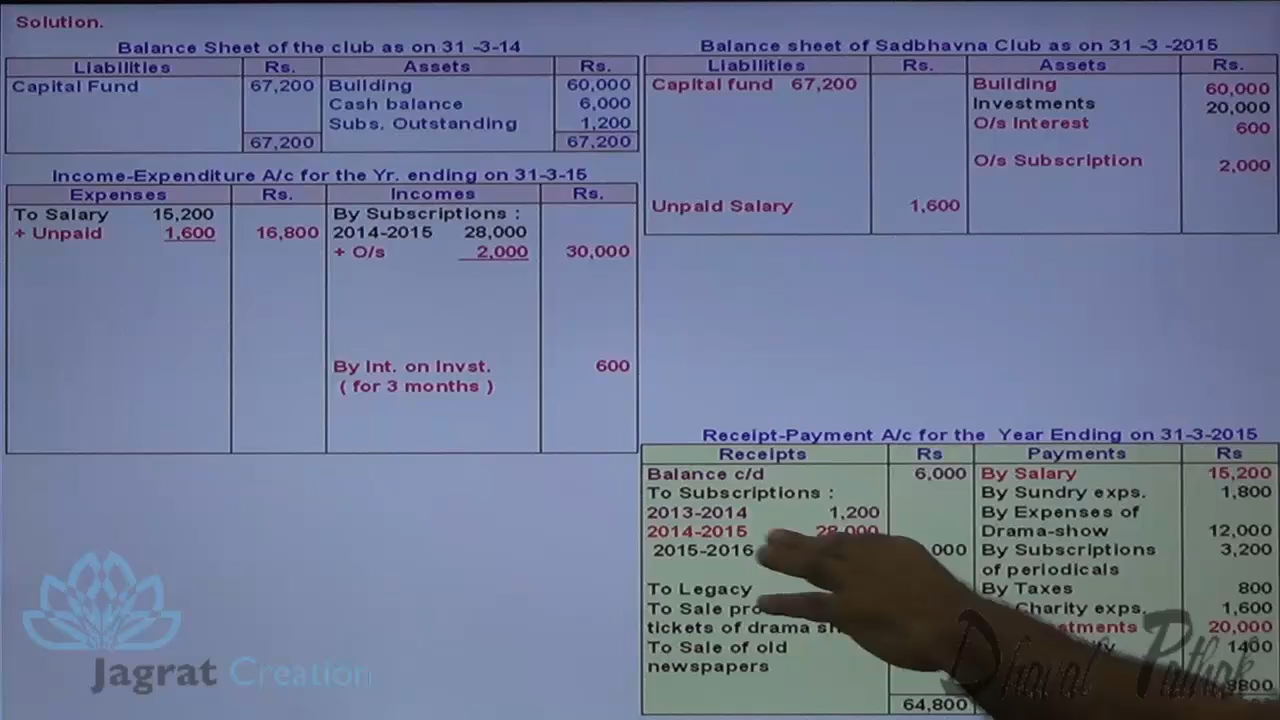 Solution.
Balance Sheet of the club as on 31 -3-14
Liabilities Rs. Assets Rs.
Capital Fund 67,200 Building 60,000
Cash balance 6,000
Subs. Outstanding 1,200
67,200 67,200
Income-Expenditure A/c for the Yr. ending on 31-3-15
Expenses Rs. Incomes Rs.
To Salary 15,200 By Subscriptions :
+ Unpaid 1,600 16,800 2014-2015 28,000
+ O/s 2,000 30,000
By Int. on Invst. 600
( for 3 months )
Balance sheet of Sadbhavna Club as on 31 -3 -2015
Liabilities Rs. Assets Rs.
Capital fund 67,200 Building 60,000
Investments 20,000
O/s Interest 600
O/s Subscription 2,000
Unpaid Salary 1,600
Receipt-Payment A/c for the Year Ending on 31-3-2015
Receipts Rs Payments Rs
Balance c/d 6,000 By Salary 15,200
To Subscriptions : By Sundry exps. 1,800
2013-2014 1,200 By Expenses of
2014-2015 28,000 Drama-show 12,000
2015-2016 By Subscriptions 3,200
of periodicals
To Legacy By Taxes 800
To Sale Charity exps. 1,600
tickets of drama 20,000
To Sale of old 1400
newspapers
64,800
Jagrat Creation
Dhaval Pathak